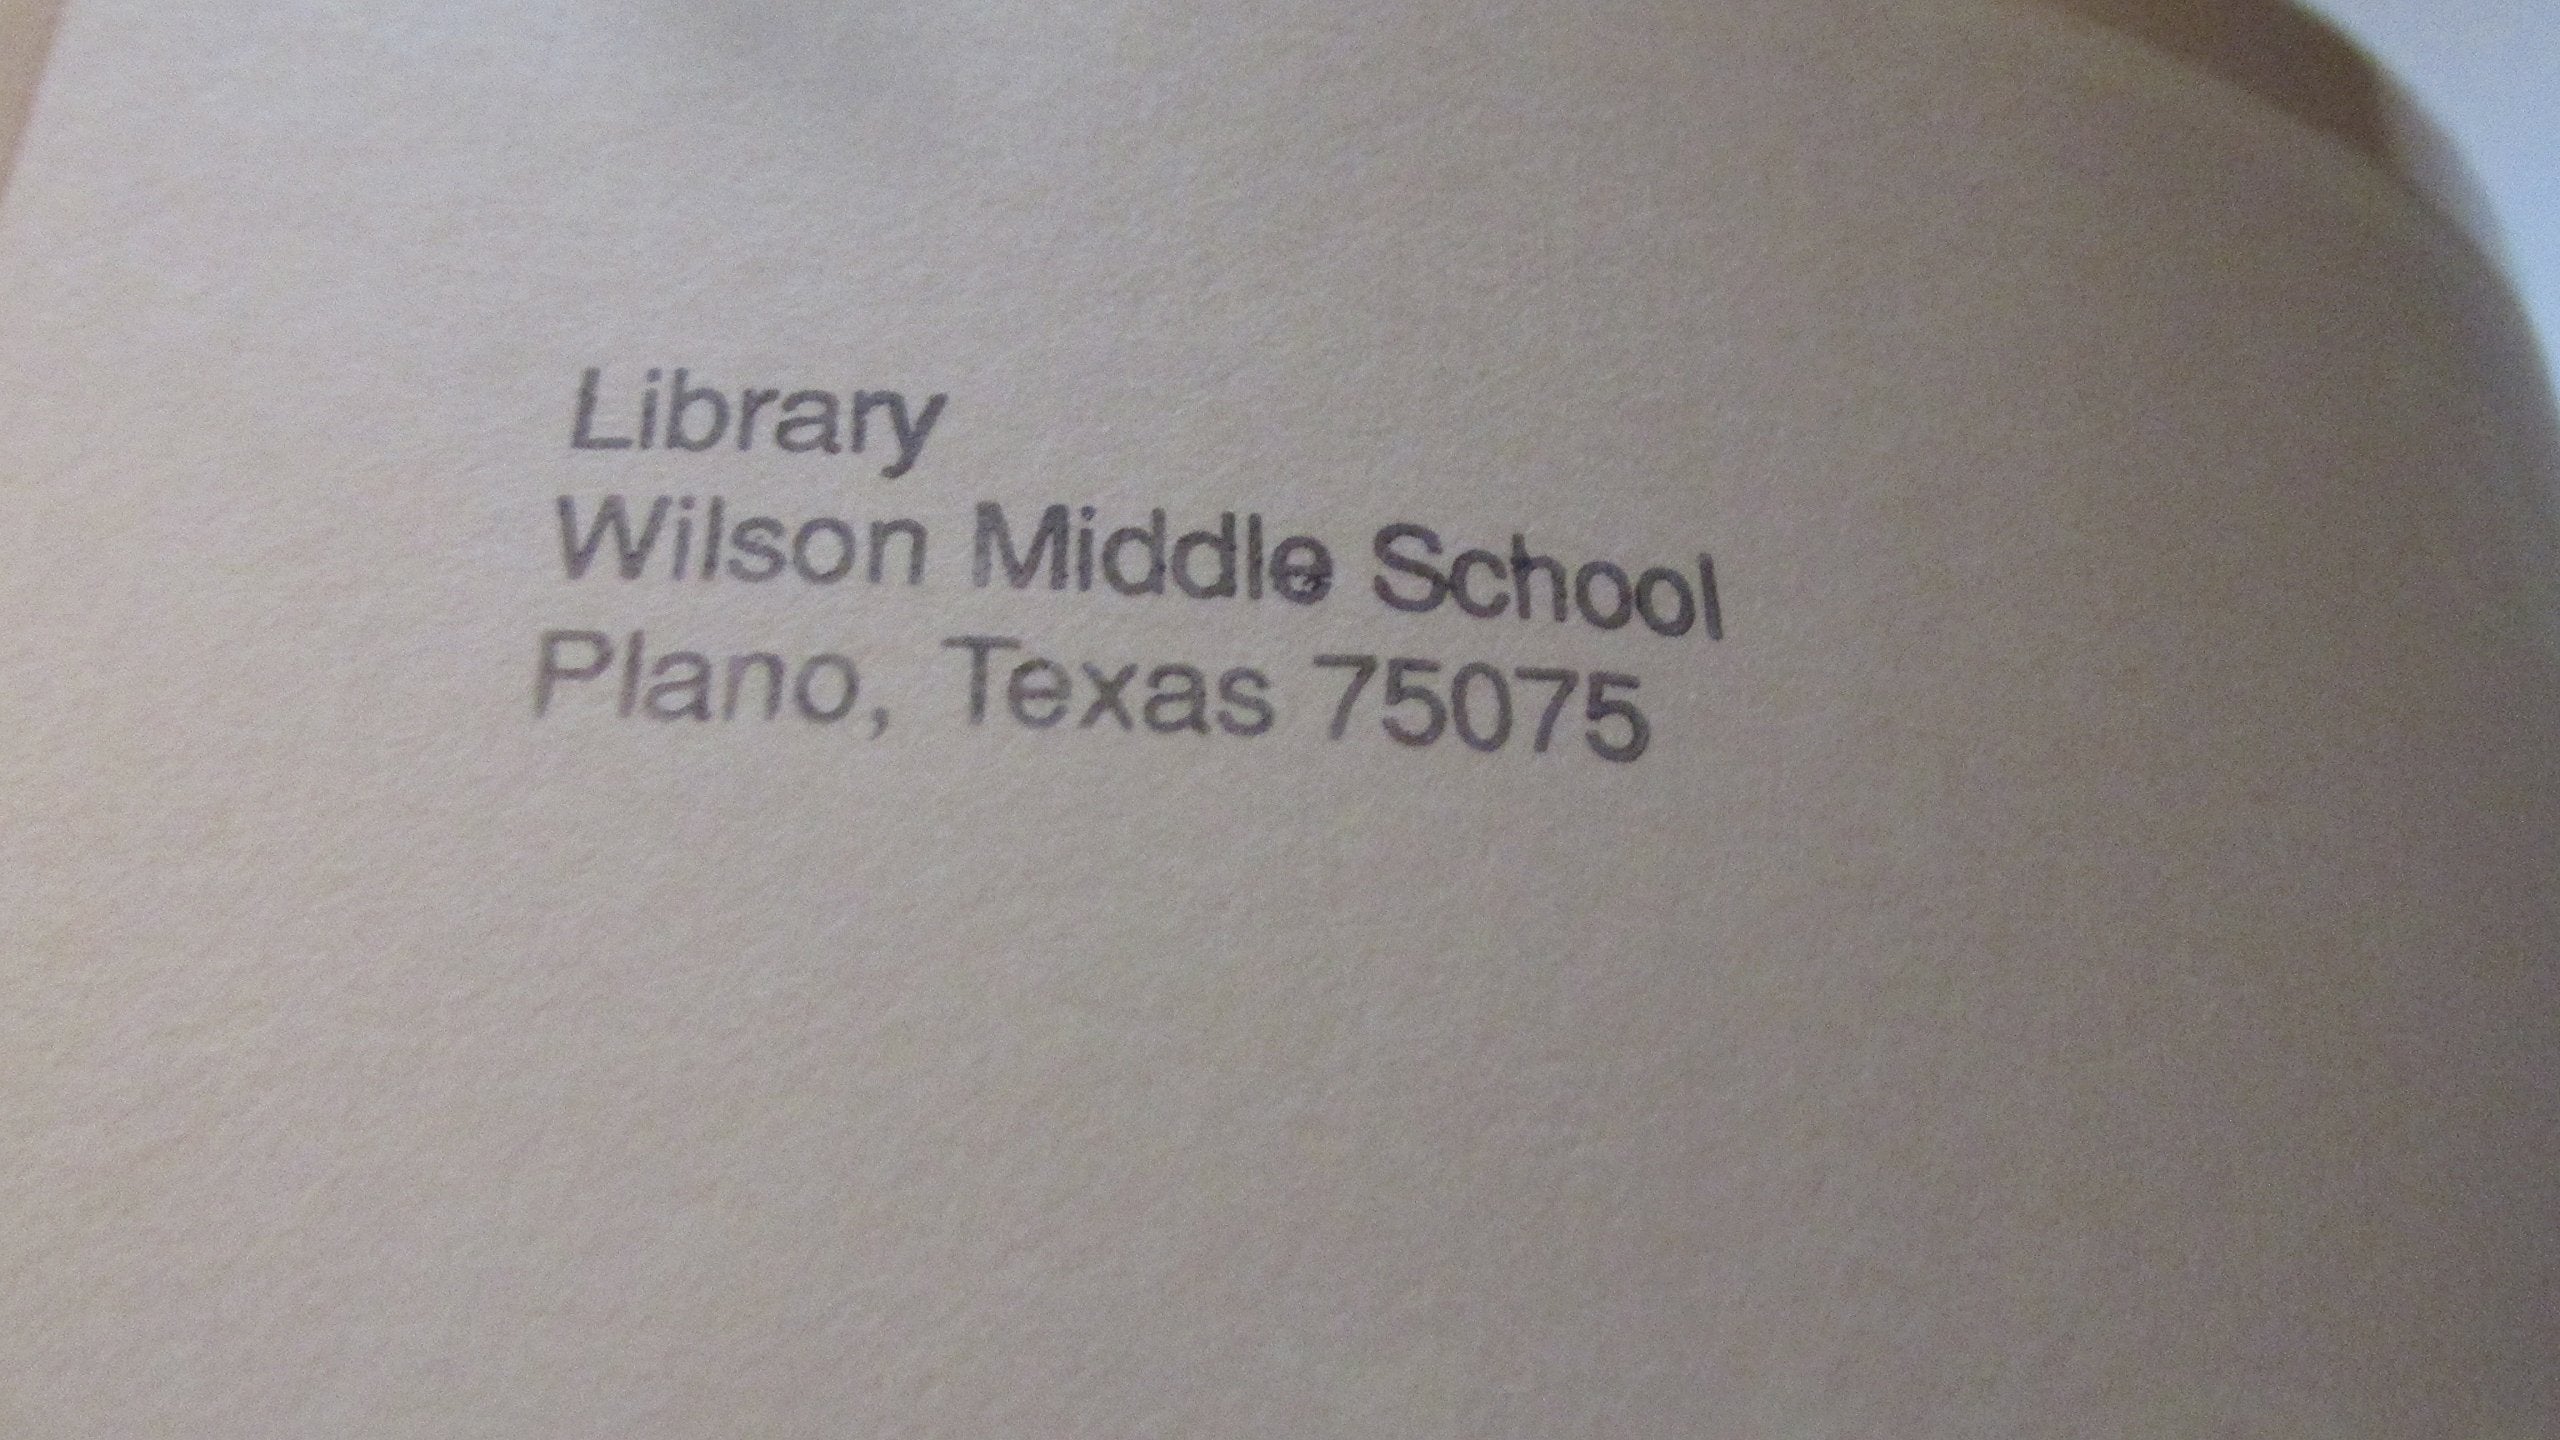 Library
Wilson Middle School
Plano, Texas 75075